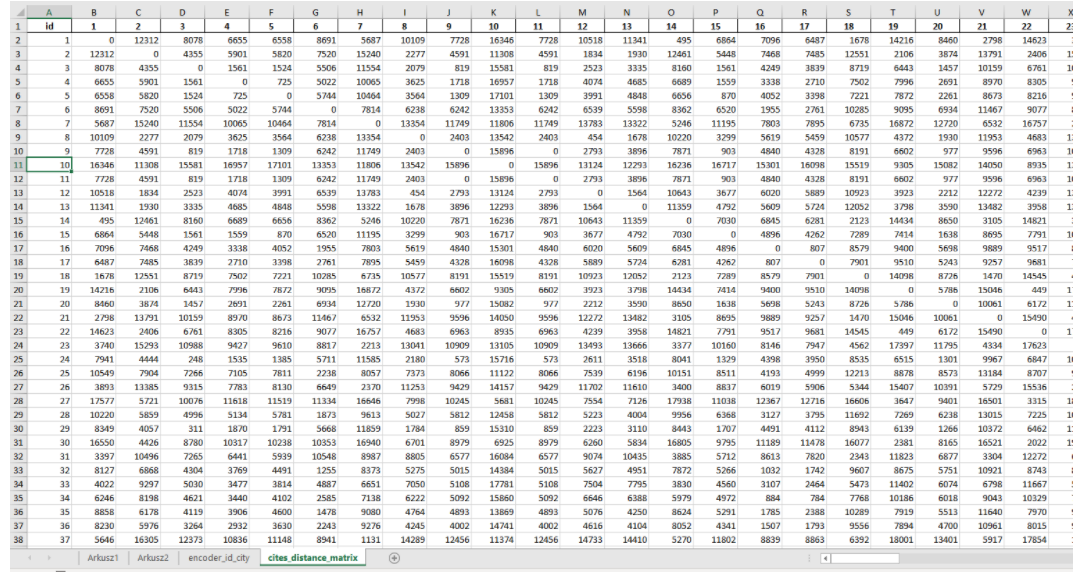 A B C D E F G H I J K L M N O P Q R S T U V W X
1 id 1 2 3 4 5 6 7 8 9 10 11 12 13 14 15 16 17 18 19 20 21 22 23
2 1 0 12312 8078 6655 6558 8691 5687 10109 7728 16346 7728 10518 11341 495 6864 7096 6487 1678 14216 8460 2798 14623
3 2 12312 0 4355 5901 5820 7520 15240 2277 4591 11308 4591 1834 1930 12461 5448 7468 7485 12551 2106 3874 13791 2406
4 3 8078 4355 0 1561 1524 5506 11554 2079 819 15581 819 2523 3335 8160 1561 4249 3839 8719 6443 1457 10159 6761
5 4 6655 5901 1561 0 725 5022 10065 3625 1718 16957 1718 4074 4685 6689 1559 3338 2710 7502 7996 2691 8970 8305
6 5 6558 5820 1524 725 0 5744 10464 3564 1309 17101 1309 3991 4848 6656 870 4052 3398 7221 7872 2261 8673 8216
7 6 8691 7520 5506 5022 5744 0 7814 6238 6242 13353 6242 6539 5598 8362 6520 1955 2761 10285 9095 6934 11467 9077
8 7 5687 15240 11554 10065 10464 7814 0 13354 11749 11806 11749 13783 13322 5246 11195 7803 7895 6735 16872 12720 6532 16757
9 8 10109 2277 2079 3625 3564 6238 13354 0 2403 13542 2403 454 1678 10220 3299 5619 5459 10577 4372 1930 11953 4683
10 9 7728 4591 819 1718 1309 6242 11749 2403 0 15896 0 2793 3896 7871 903 4840 4328 8191 6602 977 9596 6963
11 10 16346 11308 15581 16957 17101 13353 11806 13542 15896 0 15896 13124 12293 16236 16717 15301 16098 15519 9305 15082 14050 8935
12 11 7728 4591 819 1718 1309 6242 11749 2403 0 15896 0 2793 3896 7871 903 4840 4328 8191 6602 977 9596 6963
13 12 10518 1834 2523 4074 3991 6539 13783 454 2793 13124 2793 0 1564 10643 3677 6020 5889 10923 3923 2212 12272 4239
14 13 11341 1930 3335 4685 4848 5598 13322 1678 3896 12293 3896 1564 0 11359 4792 5609 5724 12052 3798 3590 13482 3958
15 14 495 12461 8160 6689 6656 8362 5246 10220 7871 16236 7871 10643 11359 0 7030 6845 6281 2123 14434 8650 3105 14821
16 15 6864 5448 1561 1559 870 6520 11195 3299 903 16717 903 3677 4792 7030 0 4896 4262 7289 7414 1638 8695 7791
17 16 7096 7468 4249 3338 4052 1955 7803 5619 4840 15301 4840 6020 5609 6845 4896 0 807 8579 9400 5698 9889 9517
18 17 6487 7485 3839 2710 3398 2761 7895 5459 4328 16098 4328 5889 5724 6281 4262 807 0 7901 9510 5243 9257 9681
19 18 1678 12551 8719 7502 7221 10285 6735 10577 8191 15519 8191 10923 12052 2123 7289 8579 7901 0 14098 8726 1470 14545
20 19 14216 2106 6443 7996 7872 9095 16872 4372 6602 9305 6602 3923 3798 14434 7414 9400 9510 14098 0 5786 15046 449
21 20 8460 3874 1457 2691 2261 6934 12720 1930 977 15082 977 2212 3590 8650 1638 5698 5243 8726 5786 0 10061 6172
22 21 2798 13791 10159 8970 8673 11467 6532 11953 9596 14050 9596 12272 13482 3105 8695 9889 9257 1470 15046 10061 0 15490
23 22 14623 2406 6761 8305 8216 9077 16757 4683 6963 8935 6963 4239 3958 14821 7791 9517 9681 14545 449 6172 15490 0
24 23 3740 15293 10988 9427 9610 8817 2213 13041 10909 13105 10909 13493 13666 3377 10160 8146 7947 4562 17397 11795 4334 17623
25 24 7941 4444 248 1535 1385 5711 11585 2180 573 15716 573 2611 3518 8041 1329 4398 3950 8535 6515 1301 9967 6847
26 25 10549 7904 7266 7105 7811 2238 8057 7373 8066 11122 8066 7539 6196 10151 8511 4193 4999 12213 8878 8573 13184 8707
27 26 3893 13385 9315 7783 8130 6649 2370 11253 9429 14157 9429 11702 11610 3400 8837 6019 5906 5344 15407 10391 5729 15536
28 27 17577 5721 10076 11618 11519 11334 16646 7998 10245 5681 10245 7554 7126 17938 11038 12367 12716 16606 3647 9401 16501 3315
29 28 10220 5859 4996 5134 5781 1873 9613 5027 5812 12458 5812 5223 4004 9956 6368 3127 3795 11692 7269 6238 13015 7225
30 29 8349 4057 311 1870 1791 5668 11859 1784 859 15310 859 2223 3110 8443 1707 4491 4112 8943 6139 1266 10372 6462
31 30 16550 4426 8780 10317 10238 10353 16940 6701 8979 6925 8979 6260 5834 16805 9795 11189 11478 16077 2381 8165 16521 2022
32 31 3397 10496 7265 6441 5939 10548 8987 8805 6577 16084 6577 9074 10435 3885 5712 8613 7820 2343 11823 6877 3304 12272
33 32 8127 6868 4304 3769 4491 1255 8373 5275 5015 14384 5015 5627 4951 7872 5266 1032 1742 9607 8675 5751 10921 8743
34 33 4022 9297 5030 3477 3814 4887 6651 7050 5108 17781 5108 7504 7795 3830 4560 3107 2464 5473 11402 6074 6798 11667
35 34 6246 8198 4621 3440 4102 2585 7138 6222 5092 15860 5092 6646 6388 5979 4972 884 784 7768 10186 6018 9043 10329
36 35 8858 6178 4119 3906 4600 1478 9080 4764 4893 13869 4893 5076 4250 8624 5291 1785 2388 10289 7919 5513 11640 7970
37 36 8230 5976 3264 2932 3630 2243 9276 4245 4002 14741 4002 4616 4104 8052 4341 1507 1793 9556 7894 4700 10961 8015
38 37 5646 16305 12373 10836 11148 8941 1131 14289 12456 11374 12456 14733 14410 5270 11802 8839 8863 6392 18001 13401 5917 17854
Arkusz1 Arkusz2 encoder_id_city cites_distance_matrix